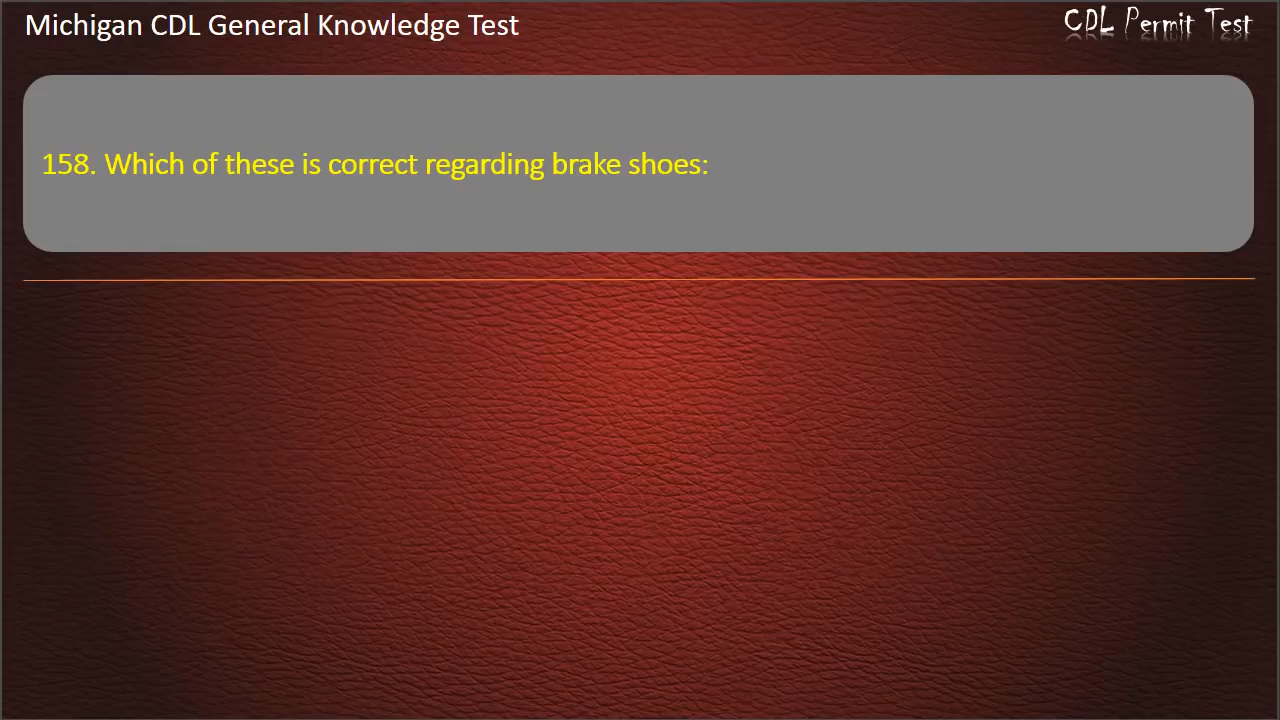 Michigan CDL General Knowledge Test
CDL Permit Test
158. Which of these is correct regarding brake shoes: